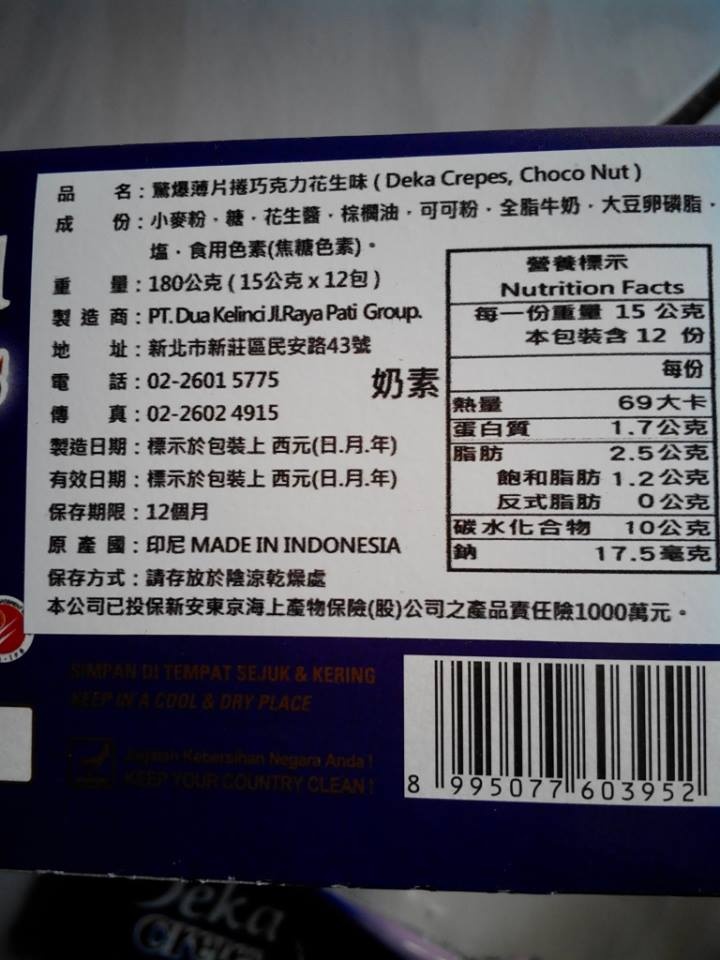 品 名：驚爆薄片捲巧克力花生味 ( Deka Crepes, Choco Nut )
成 份：小麥粉．糖．花生醬．棕櫚油．可可粉．全脂牛奶．大豆卵磷脂．
塩．食用色素(焦糖色素)。
重 量：180公克 ( 15公克 x 12包 )
製 造 商：PT. Dua Kelinci Jl.Raya Pati Group.
地 址：新北市新莊區民安路43號
電 話：02-2601 5775
傳 真：02-2602 4915
製造日期：標示於包裝上 西元(日.月.年)
有效日期：標示於包裝上 西元(日.月.年)
保存期限：12個月
原 產 國：印尼 MADE IN INDONESIA
保存方式：請存放於陰涼乾燥處
本公司已投保新安東京海上產物保險(股)公司之產品責任險1000萬元。
奶素
營養標示
Nutrition Facts
每一份重量 15 公克
本包裝含 12 份
每份
熱量 69大卡
蛋白質 1.7公克
脂肪 2.5公克
飽和脂肪 1.2公克
反式脂肪 0公克
碳水化合物 10公克
鈉 17.5毫克
SIMPAN DI TEMPAT SEJUK & KERING
KEEP IN A COOL & DRY PLACE
Jagalah Kebersihan Negara Anda !
KEEP YOUR COUNTRY CLEAN !
8 995077 603952
Deka